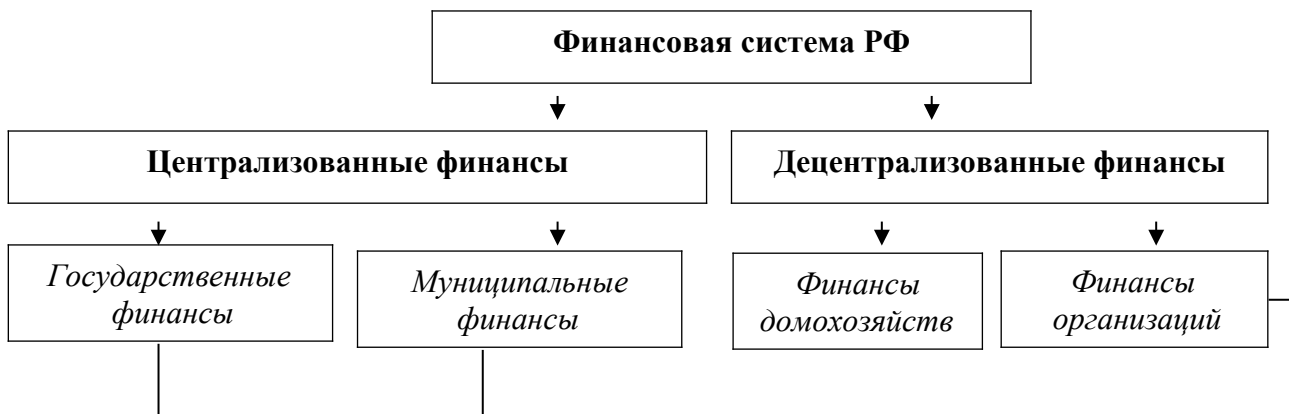 Финансовая система РФ
Централизованные финансы
Децентрализованные финансы
Государственные
финансы
Муниципальные
финансы
Финансы
домохозяйств
Финансы
организаций